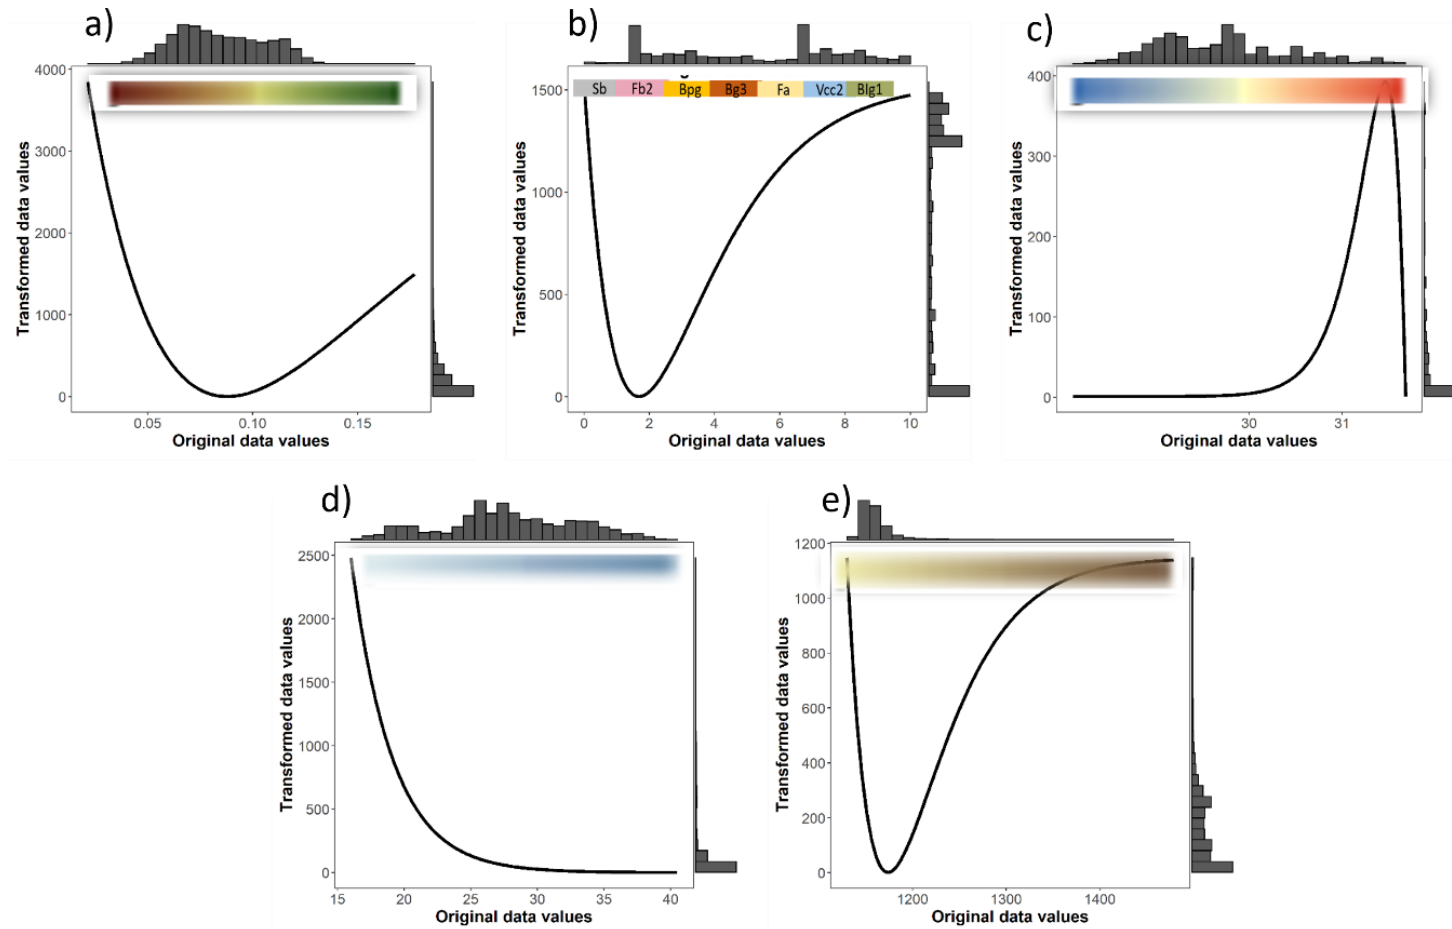 a)
4000
3000
2000
1000
0
Transformed data values
0.05 0.10 0.15
Original data values
b)
Sb Fb2 Bpg Bg3 Fa Vcc2 Blg1
1500
1000
500
0
Transformed data values
0 2 4 6 8 10
Original data values
c)
400
300
200
100
0
Transformed data values
30 31
Original data values
d)
2500
2000
1500
1000
500
0
Transformed data values
15 20 25 30 35 40
Original data values
e)
1200
1000
800
600
400
200
0
Transformed data values
1200 1300 1400
Original data values